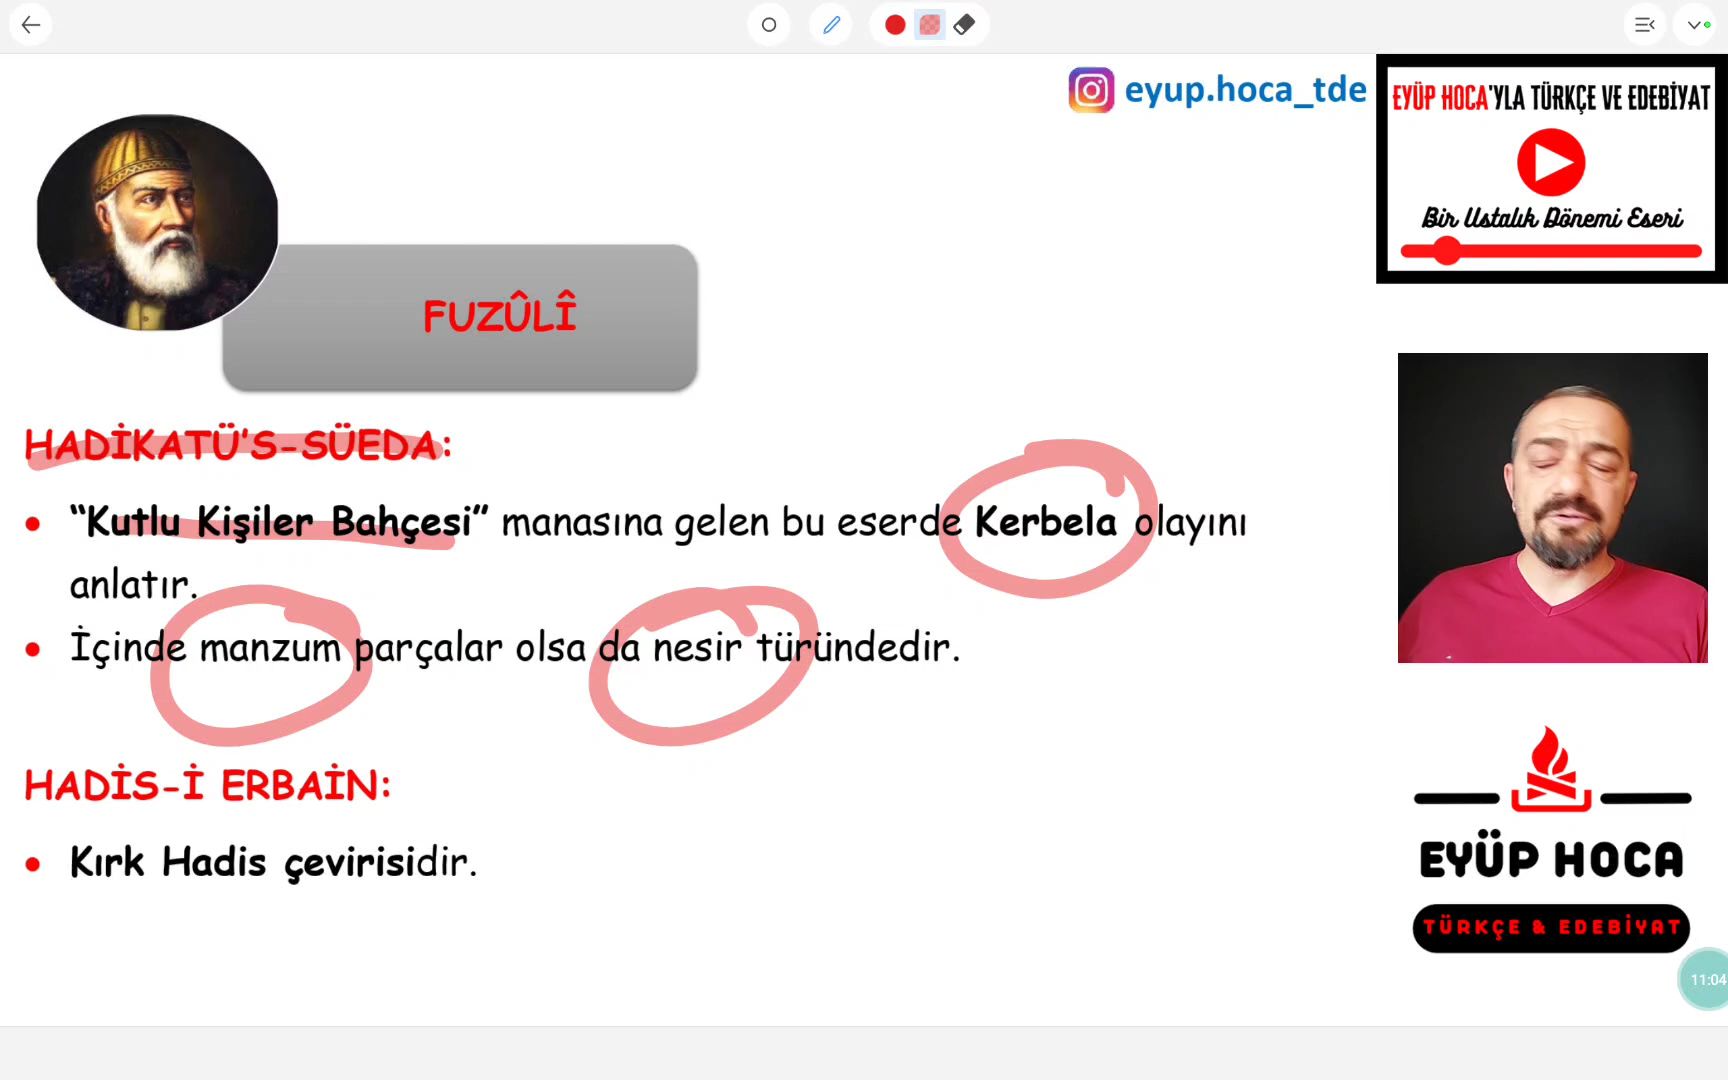 eyup.hoca_tde
EYÜP HOCA'YLA TÜRKÇE VE EDEBİYAT
Bir Ustalık Dönemi Eseri
FUZÛLÎ
HADİKATÜ'S-SÜEDA:
• “Kutlu Kişiler Bahçesi” manasına gelen bu eserde Kerbela olayını
anlatır.
• İçinde manzum parçalar olsa da nesir türündedir.
HADİS-İ ERBAİN:
• Kırk Hadis çevirisidir.
EYÜP HOCA
TÜRKÇE & EDEBİYAT
11:04